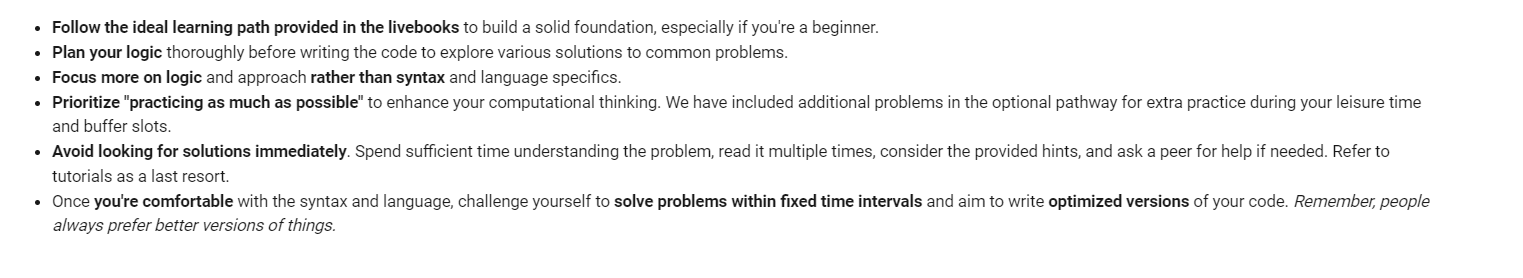 • Follow the ideal learning path provided in the livebooks to build a solid foundation, especially if you're a beginner.
• Plan your logic thoroughly before writing the code to explore various solutions to common problems.
• Focus more on logic and approach rather than syntax and language specifics.
• Prioritize "practicing as much as possible" to enhance your computational thinking. We have included additional problems in the optional pathway for extra practice during your leisure time
and buffer slots.
• Avoid looking for solutions immediately. Spend sufficient time understanding the problem, read it multiple times, consider the provided hints, and ask a peer for help if needed. Refer to
tutorials as a last resort.
• Once you're comfortable with the syntax and language, challenge yourself to solve problems within fixed time intervals and aim to write optimized versions of your code. Remember, people
always prefer better versions of things.